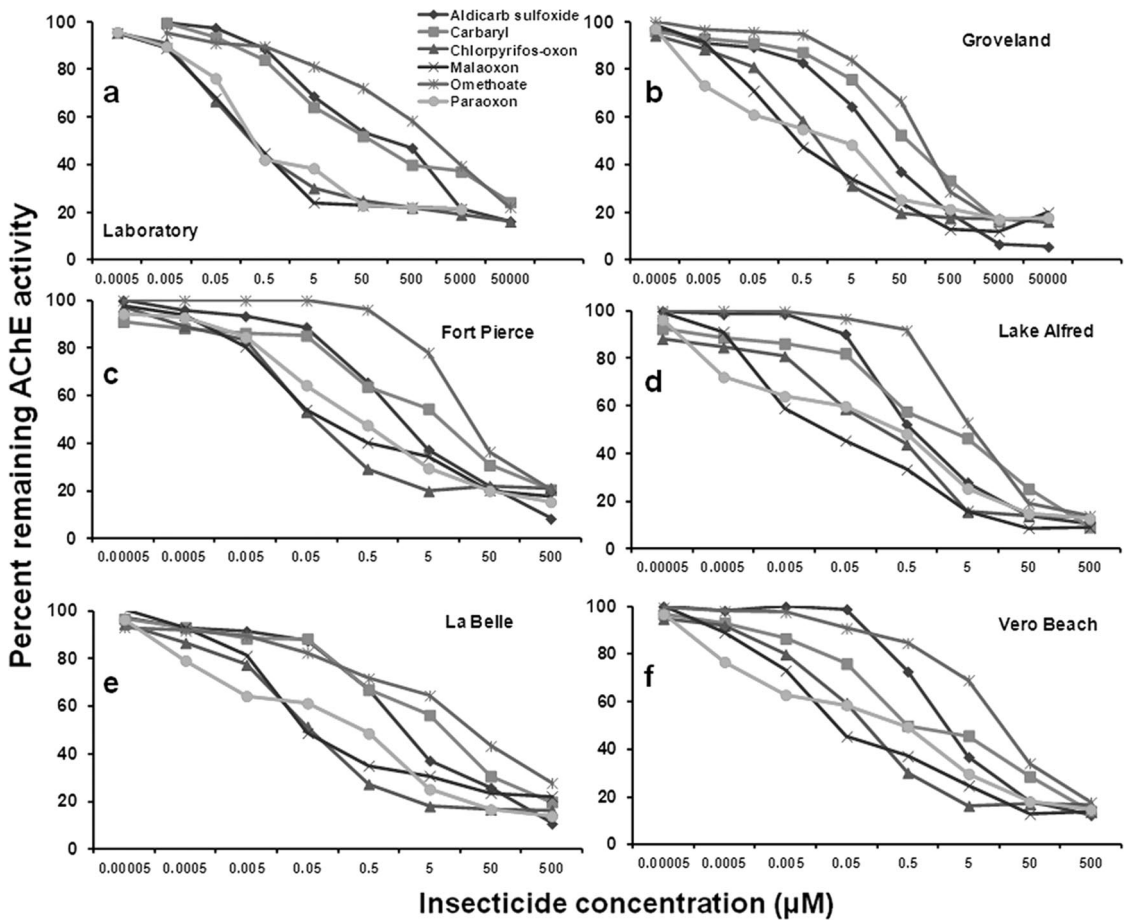 Percent remaining AChE activity
100
80
60
40
20
0
a
Laboratory
Aldicarb sulfoxide
Carbaryl
Chlorpyrifos-oxon
Malaoxon
Omethoate
Paraoxon
0.0005 0.005 0.05 0.5 5 50 500 5000 50000
100
80
60
40
20
0
b
Groveland
0.0005 0.005 0.05 0.5 5 50 500 5000 50000
100
80
60
40
20
0
c
Fort Pierce
0.00005 0.0005 0.005 0.05 0.5 5 50 500
100
80
60
40
20
0
d
Lake Alfred
0.00005 0.0005 0.005 0.05 0.5 5 50 500
100
80
60
40
20
0
e
La Belle
0.00005 0.0005 0.005 0.05 0.5 5 50 500
100
80
60
40
20
0
f
Vero Beach
0.00005 0.0005 0.005 0.05 0.5 5 50 500
Insecticide concentration (µM)